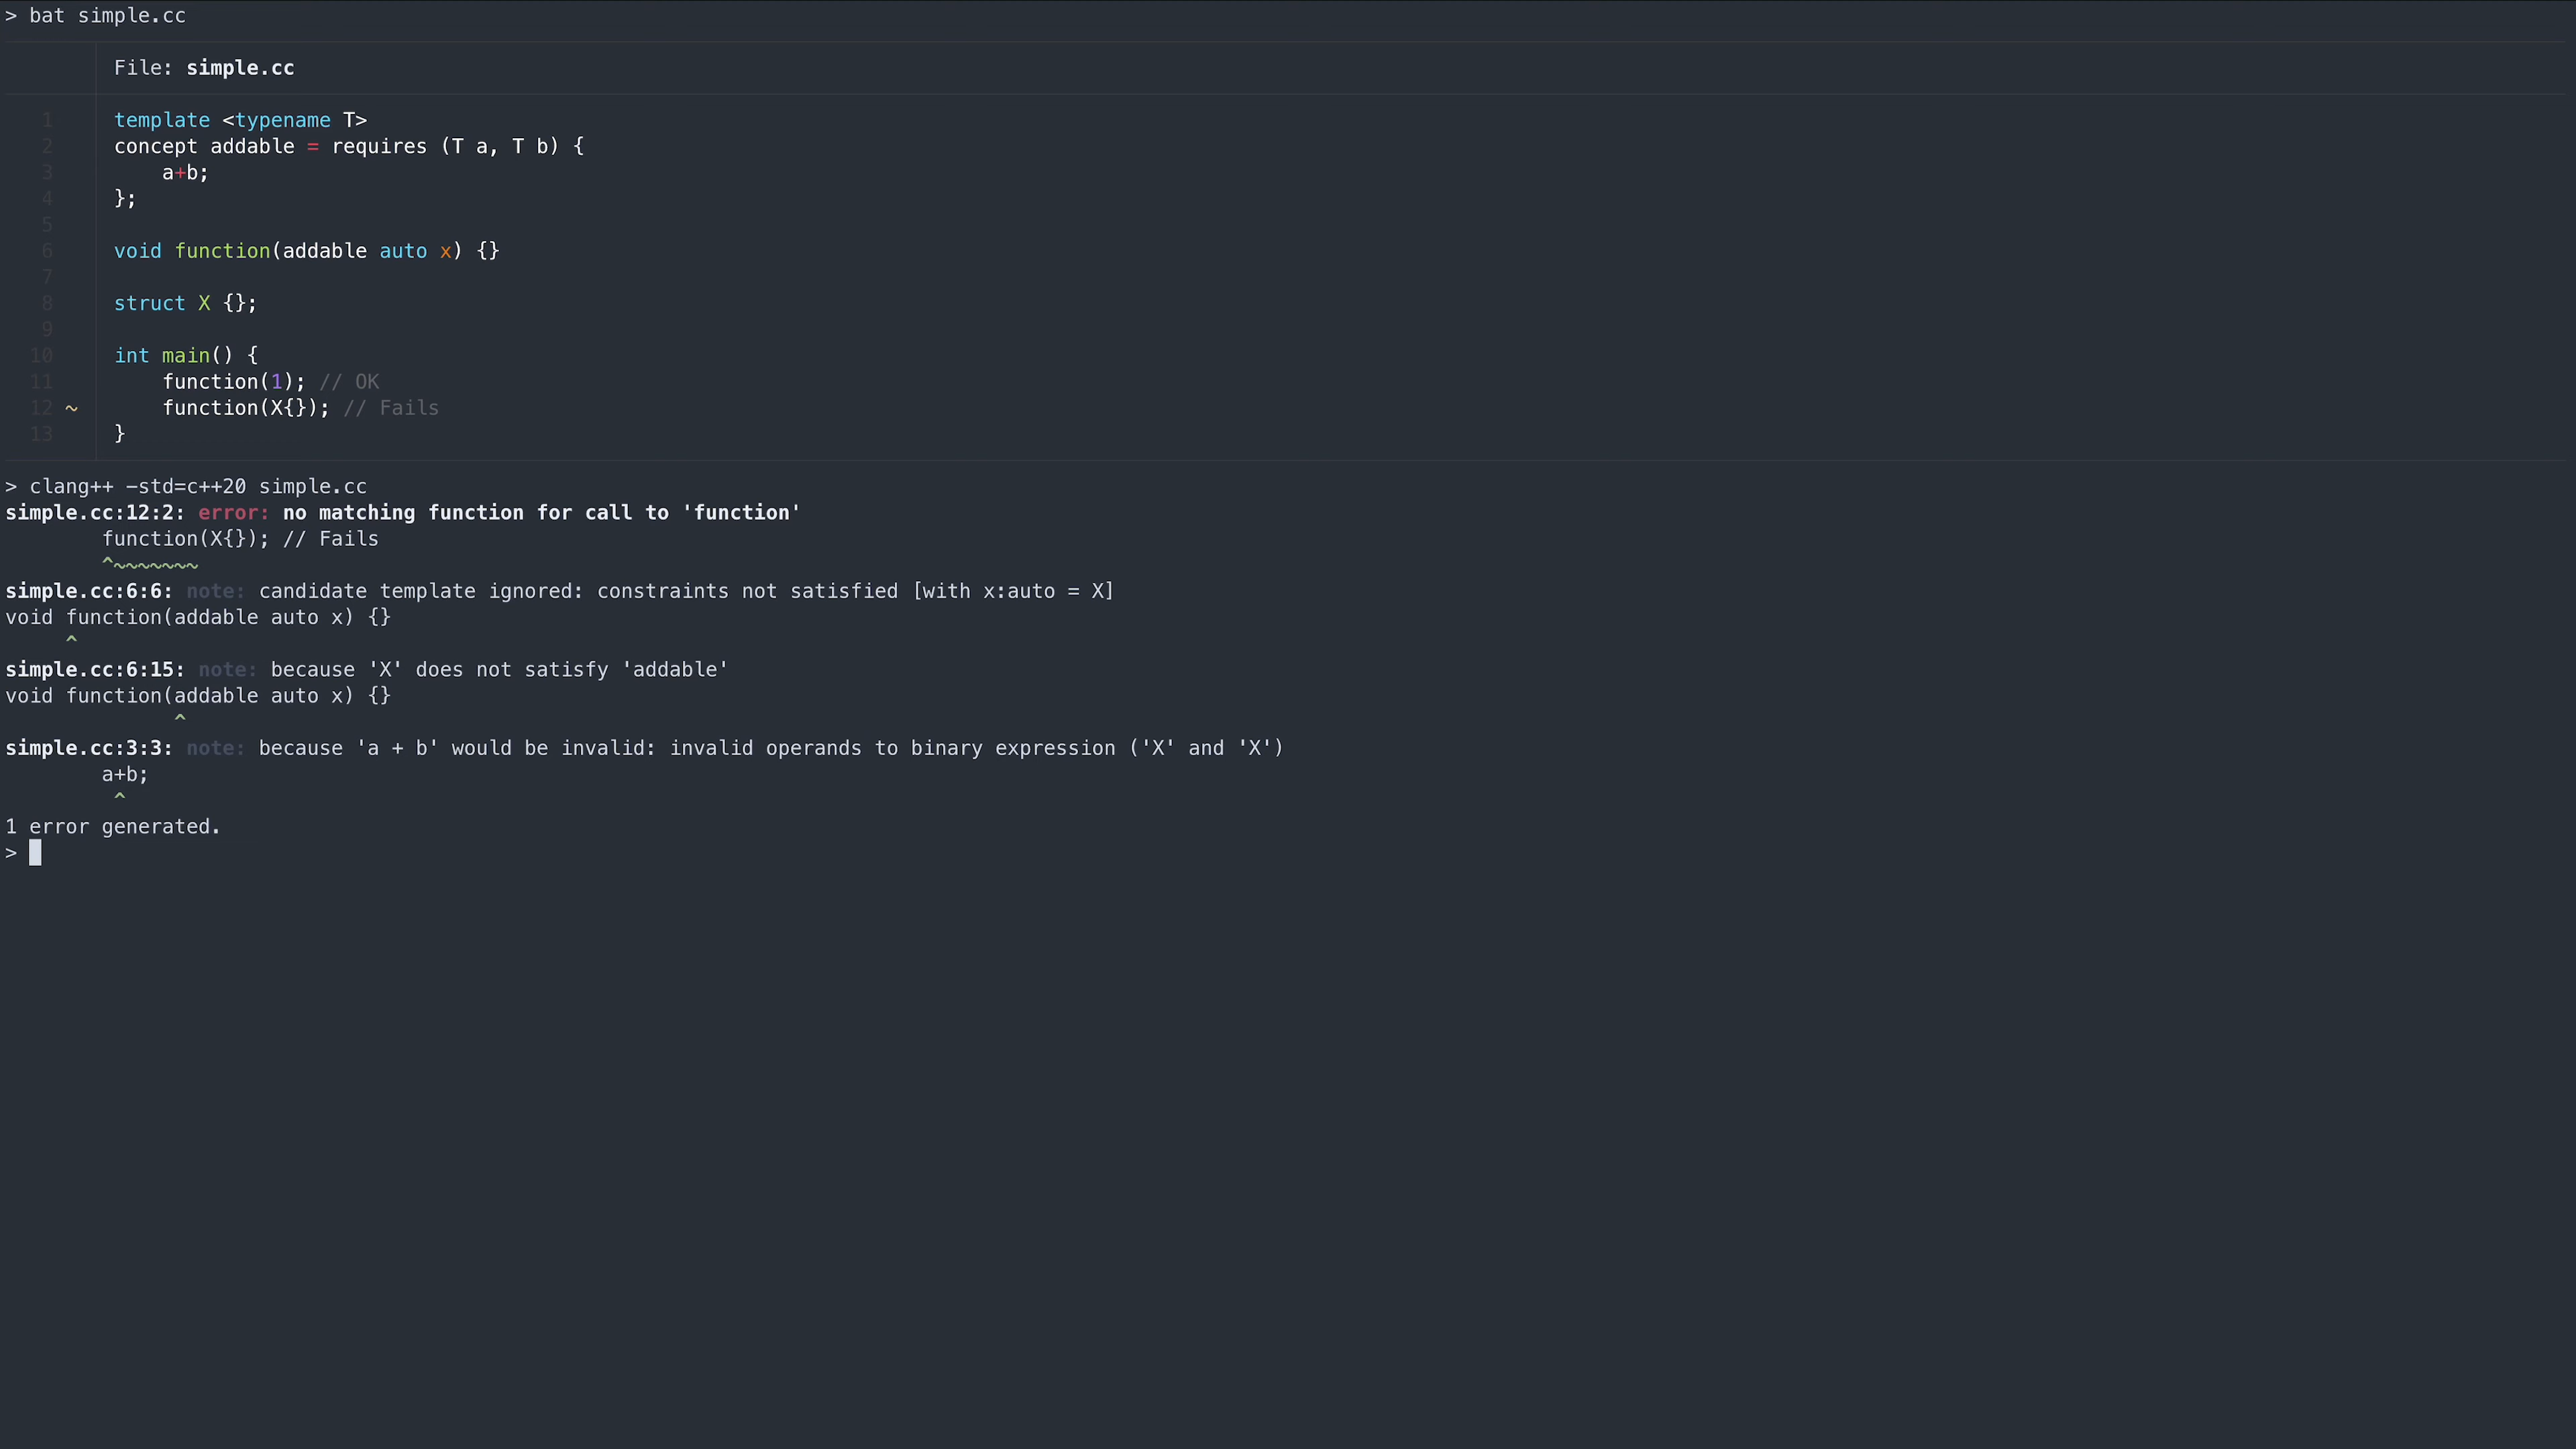 > bat simple.cc
File: simple.cc
1 template <typename T>
2 concept addable = requires (T a, T b) {
3     a+b;
4 };
5
6 void function(addable auto x) {}
7
8 struct X {};
9
10 int main() {
11     function(1); // OK
12 ~     function(X{}); // Fails
13 }
> clang++ -std=c++20 simple.cc
simple.cc:12:2: error: no matching function for call to 'function'
        function(X{}); // Fails
        ^~~~~~~~
simple.cc:6:6: note: candidate template ignored: constraints not satisfied [with x:auto = X]
void function(addable auto x) {}
     ^
simple.cc:6:15: note: because 'X' does not satisfy 'addable'
void function(addable auto x) {}
              ^
simple.cc:3:3: note: because 'a + b' would be invalid: invalid operands to binary expression ('X' and 'X')
        a+b;
         ^
1 error generated.
>